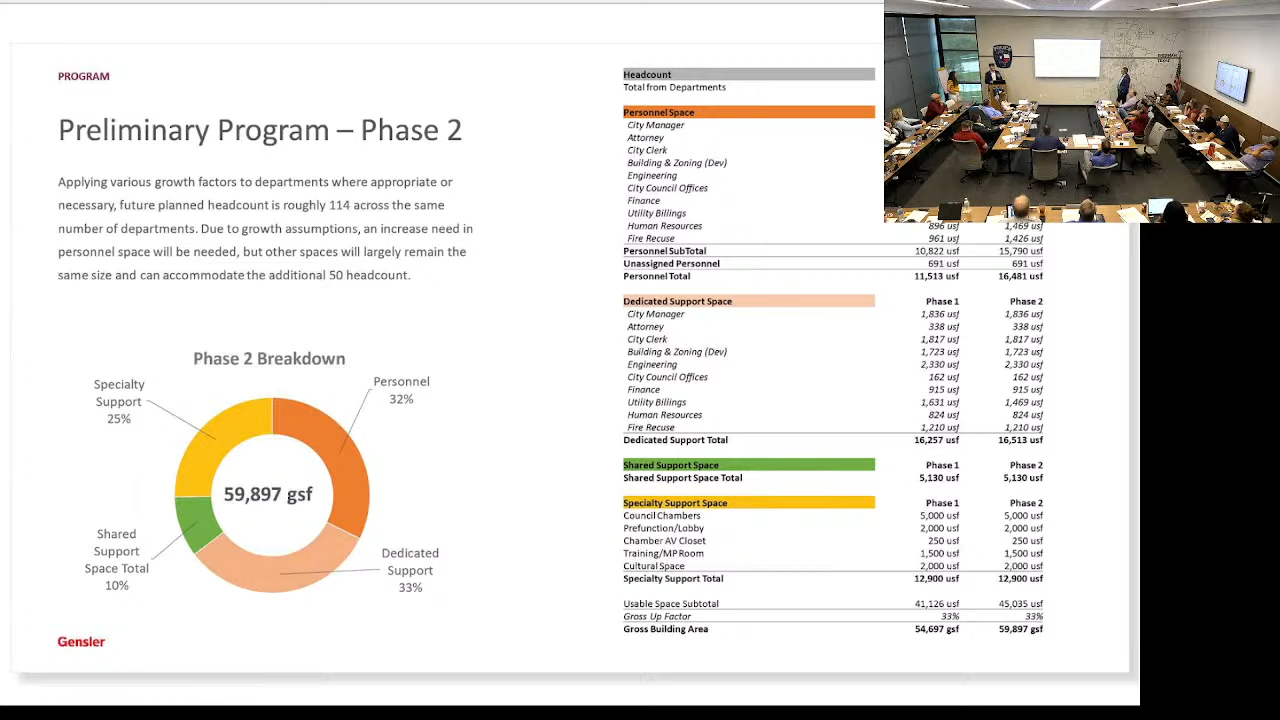 PROGRAM
Preliminary Program – Phase 2
Applying various growth factors to departments where appropriate or
necessary, future planned headcount is roughly 114 across the same
number of departments. Due to growth assumptions, an increase need in
personnel space will be needed, but other spaces will largely remain the
same size and can accommodate the additional 50 headcount.
Phase 2 Breakdown
Specialty
Support
25%
Personnel
32%
59,897 gsf
Shared
Support
Space Total
10%
Dedicated
Support
33%
Gensler
Headcount
Total from Departments
Personnel Space
City Manager
Attorney
City Clerk
Building & Zoning (Dev)
Engineering
City Council Offices
Finance
Utility Billings
Human Resources 896 usf 1,469 usf
Fire Recuse 961 usf 1,426 usf
Personnel SubTotal 10,822 usf 15,790 usf
Unassigned Personnel 691 usf 691 usf
Personnel Total 11,513 usf 16,481 usf
Dedicated Support Space Phase 1 Phase 2
City Manager 1,836 usf 1,836 usf
Attorney 338 usf 338 usf
City Clerk 1,817 usf 1,817 usf
Building & Zoning (Dev) 1,723 usf 1,723 usf
Engineering 2,330 usf 2,330 usf
City Council Offices 162 usf 162 usf
Finance 915 usf 915 usf
Utility Billings 1,631 usf 1,469 usf
Human Resources 824 usf 824 usf
Fire Recuse 1,210 usf 1,210 usf
Dedicated Support Total 16,257 usf 16,513 usf
Shared Support Space Phase 1 Phase 2
Shared Support Space Total 5,130 usf 5,130 usf
Specialty Support Space Phase 1 Phase 2
Council Chambers 5,000 usf 5,000 usf
Prefunction/Lobby 2,000 usf 2,000 usf
Chamber AV Closet 250 usf 250 usf
Training/MP Room 1,500 usf 1,500 usf
Cultural Space 2,000 usf 2,000 usf
Specialty Support Total 12,900 usf 12,900 usf
Usable Space Subtotal 41,126 usf 45,035 usf
Gross Up Factor 33% 33%
Gross Building Area 54,697 gsf 59,897 gsf
POLICE